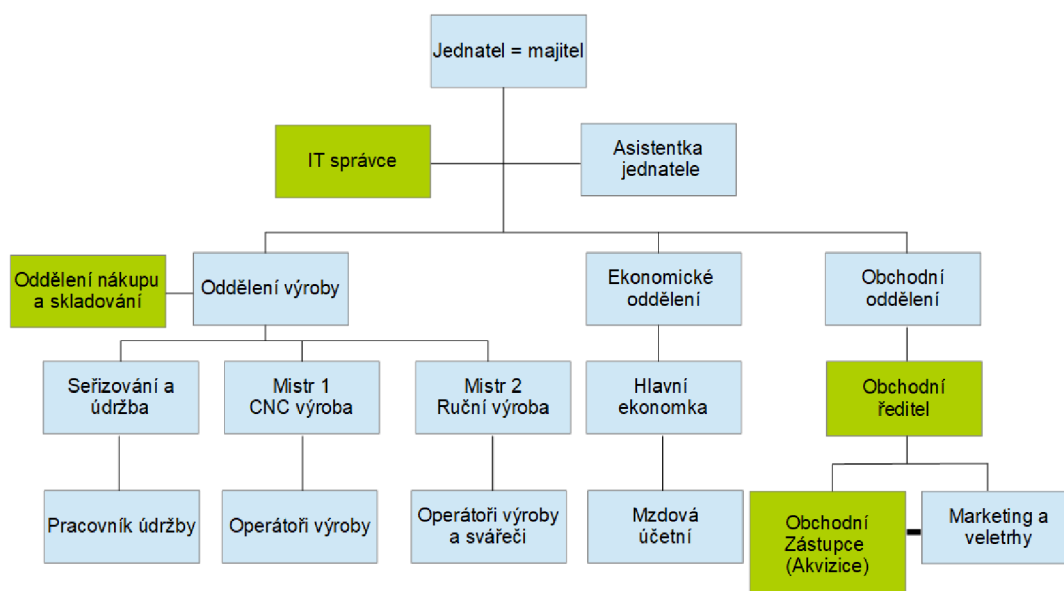 Jednatel = majitel
IT správce
Asistentka
jednatele
Oddělení nákupu
a skladování
Oddělení výroby
Ekonomické
oddělení
Obchodní
oddělení
Seřizování a
údržba
Mistr 1
CNC výroba
Mistr 2
Ruční výroba
Hlavní
ekonomka
Obchodní
ředitel
Pracovník údržby
Operátoři výroby
Operátoři výroby
a svářeči
Mzdová
účetní
Obchodní
Zástupce
(Akvizice)
Marketing a
veletrhy